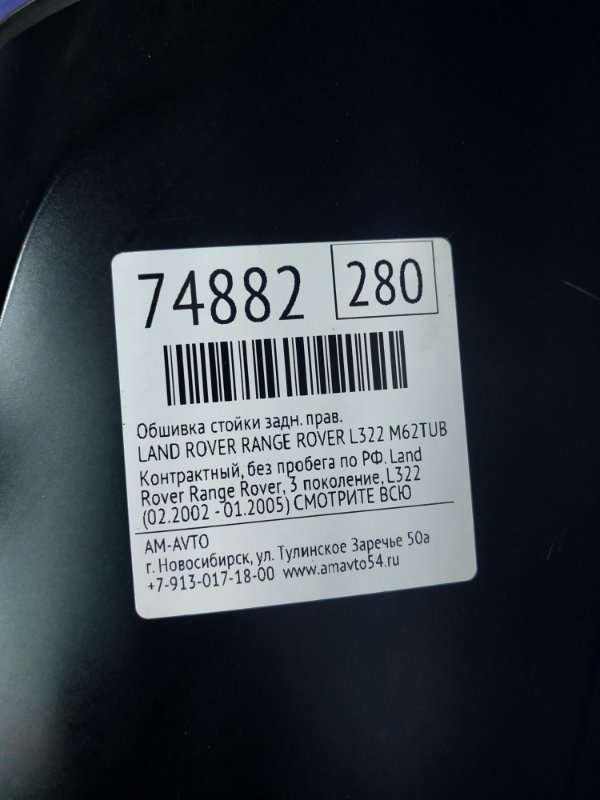 74882 280
Обшивка стойки задн. прав.
LAND ROVER RANGE ROVER L322 M62TUB
Контрактный, без пробега по РФ. Land
Rover Range Rover, 3 поколение, L322
(02.2002 - 01.2005) СМОТРИТЕ ВСЮ
AM-AVTO
г. Новосибирск, ул. Тулинское Заречье 50а
+7-913-017-18-00 www.amavto54.ru